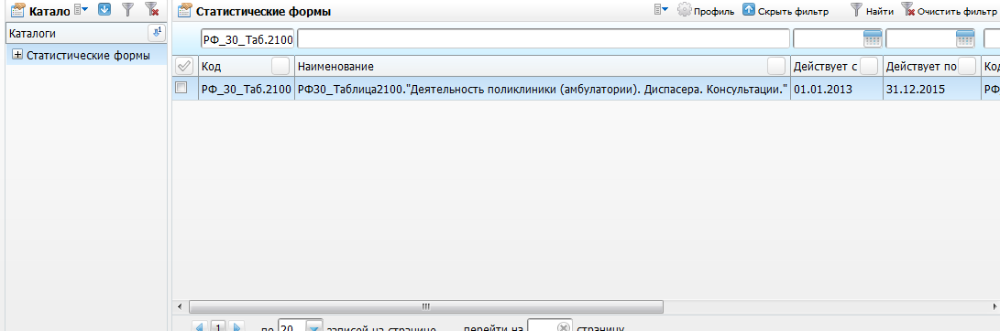 Катало
Каталоги
Статистические формы
Статистические формы
Профиль Скрыть фильтр Найти Очистить фильтр
РФ_30_Таб.2100
Код Наименование Действует с Действует по Код
РФ_30_Таб.2100 РФ30_Таблица2100."Деятельность поликлиники (амбулатории). Диспасера. Консультации." 01.01.2013 31.12.2015 РФ
1 по 20 записей на странице перейти на страницу